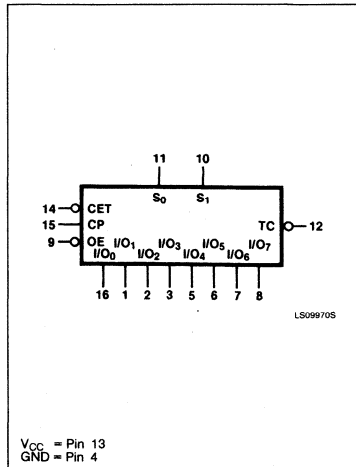 11 10
S₀ S₁
14 CET
15 CP TC 12
9 OE
I/O₁ I/O₃ I/O₅ I/O₇
I/O₀ I/O₂ I/O₄ I/O₆
16 1 2 3 5 6 7 8
LS09970S
V_CC = Pin 13
GND = Pin 4